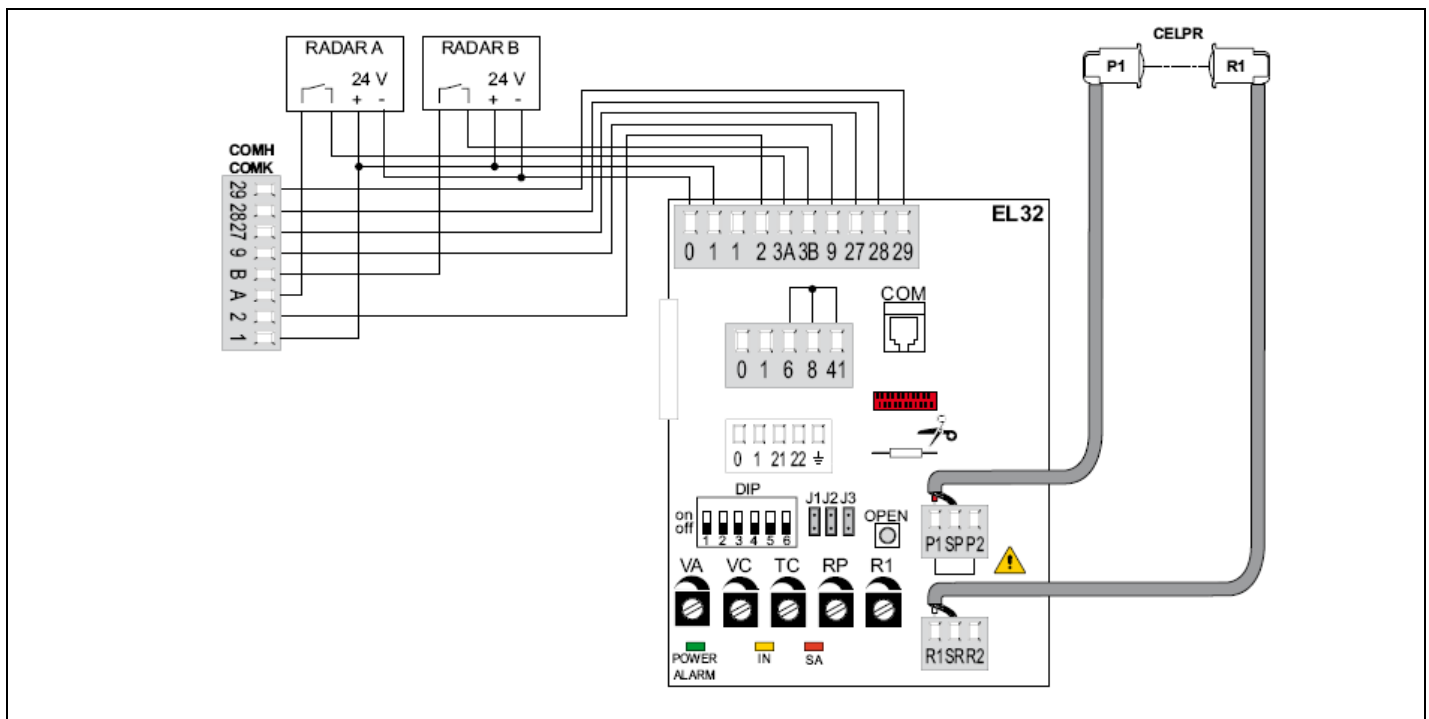 RADAR A
24 V
+ -
RADAR B
24 V
+ -
CELPR
P1
R1
COMH
COMK
29
28
27
9
B
A
2
1
EL32
0 1 1 2 3A 3B 9 27 28 29
COM
0 1 6 8 41
0 1 21 22
DIP
on
off
1 2 3 4 5 6
J1 J2 J3
OPEN
P1 SP P2
!
VA VC TC RP R1
R1 SR R2
POWER
ALARM
IN
SA